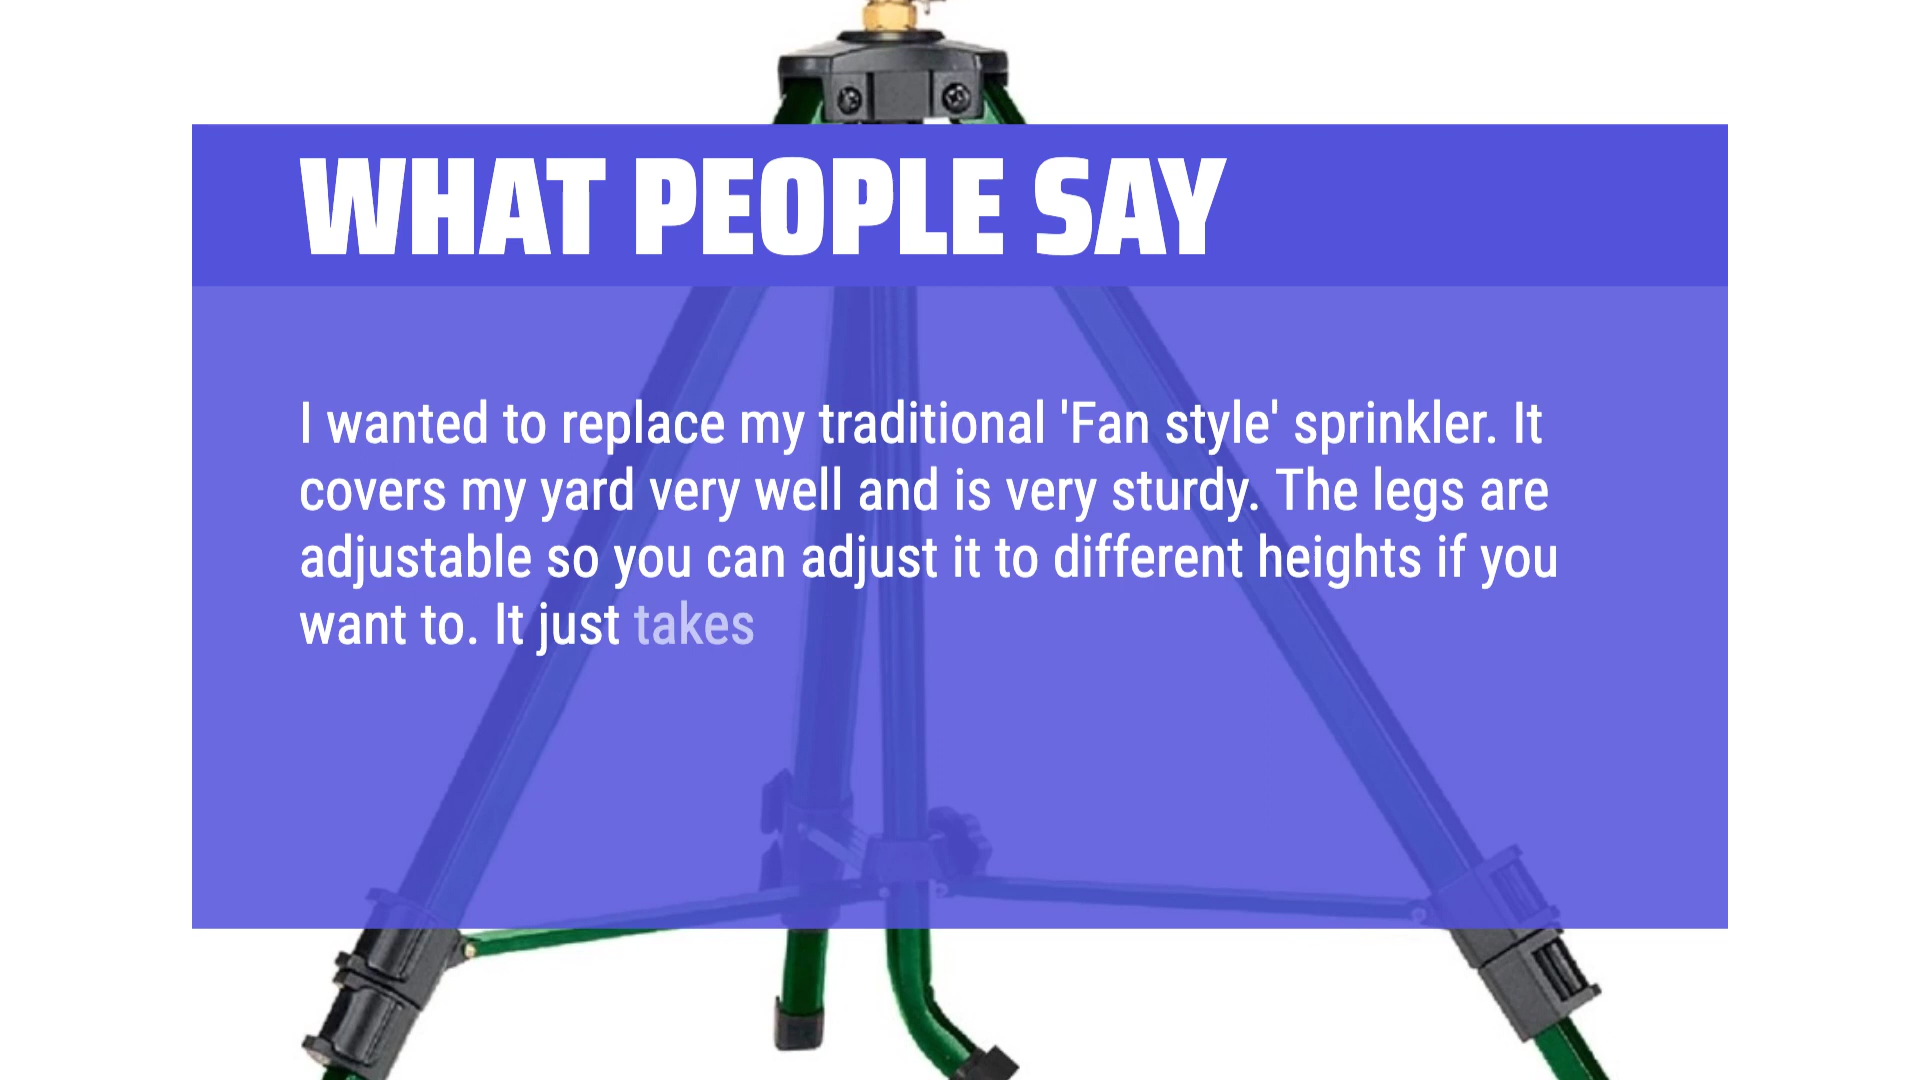 WHAT PEOPLE SAY
I wanted to replace my traditional 'Fan style' sprinkler. It
covers my yard very well and is very sturdy. The legs are
adjustable so you can adjust it to different heights if you
want to. It just takes